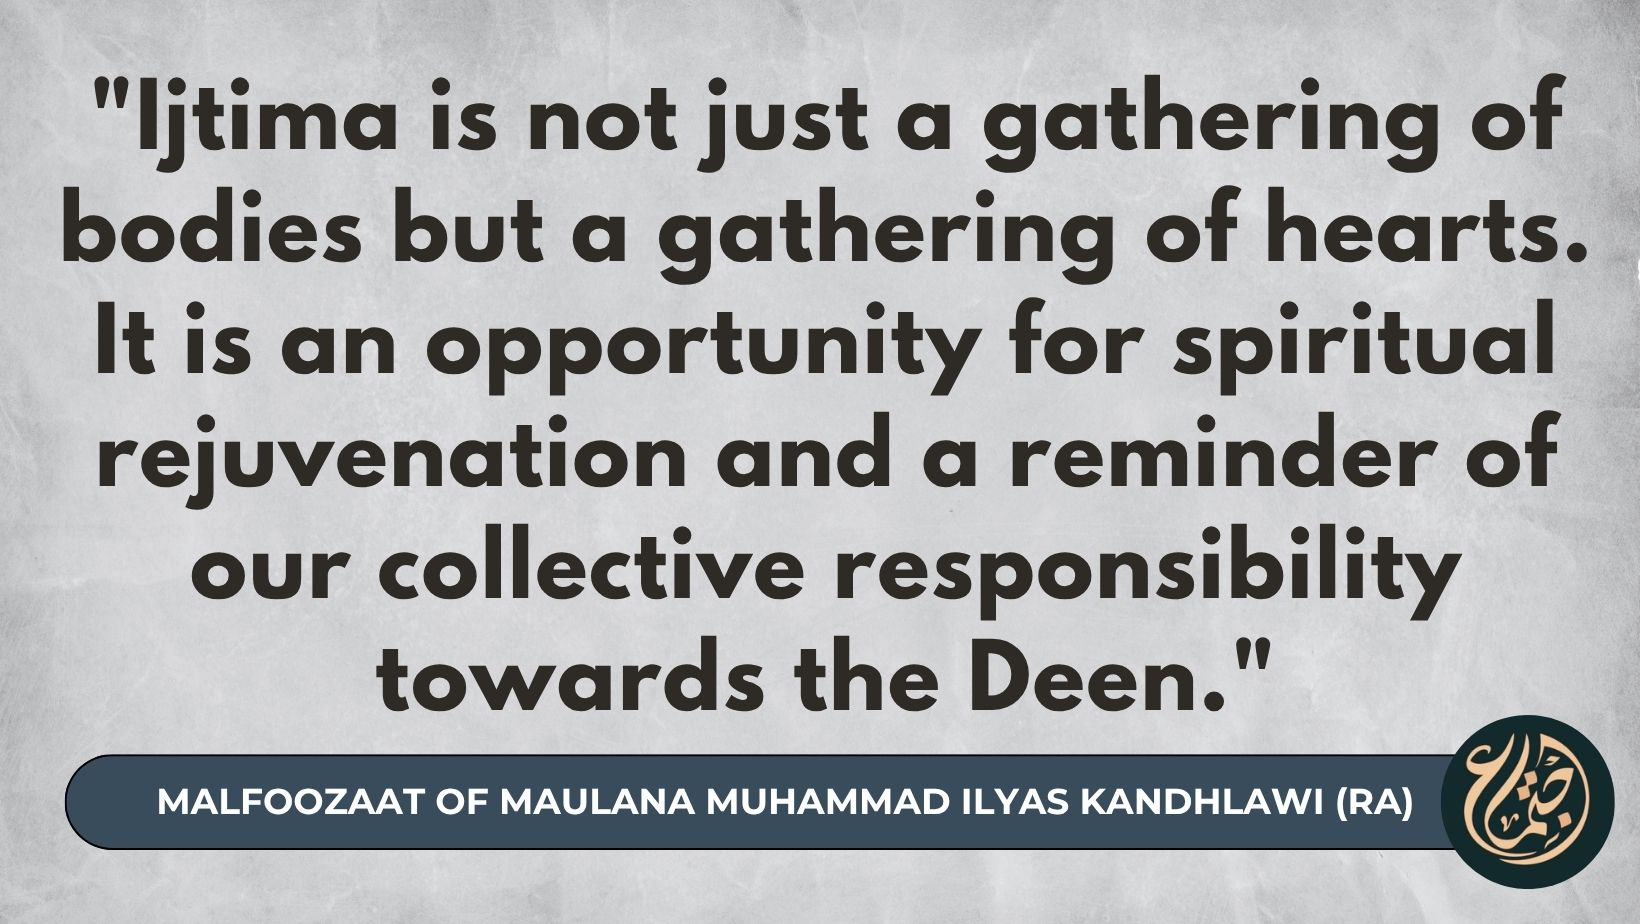 "Ijtima is not just a gathering of
bodies but a gathering of hearts.
It is an opportunity for spiritual
rejuvenation and a reminder of
our collective responsibility
towards the Deen."
MALFOOZAAT OF MAULANA MUHAMMAD ILYAS KANDHLAWI (RA)
اجتماع